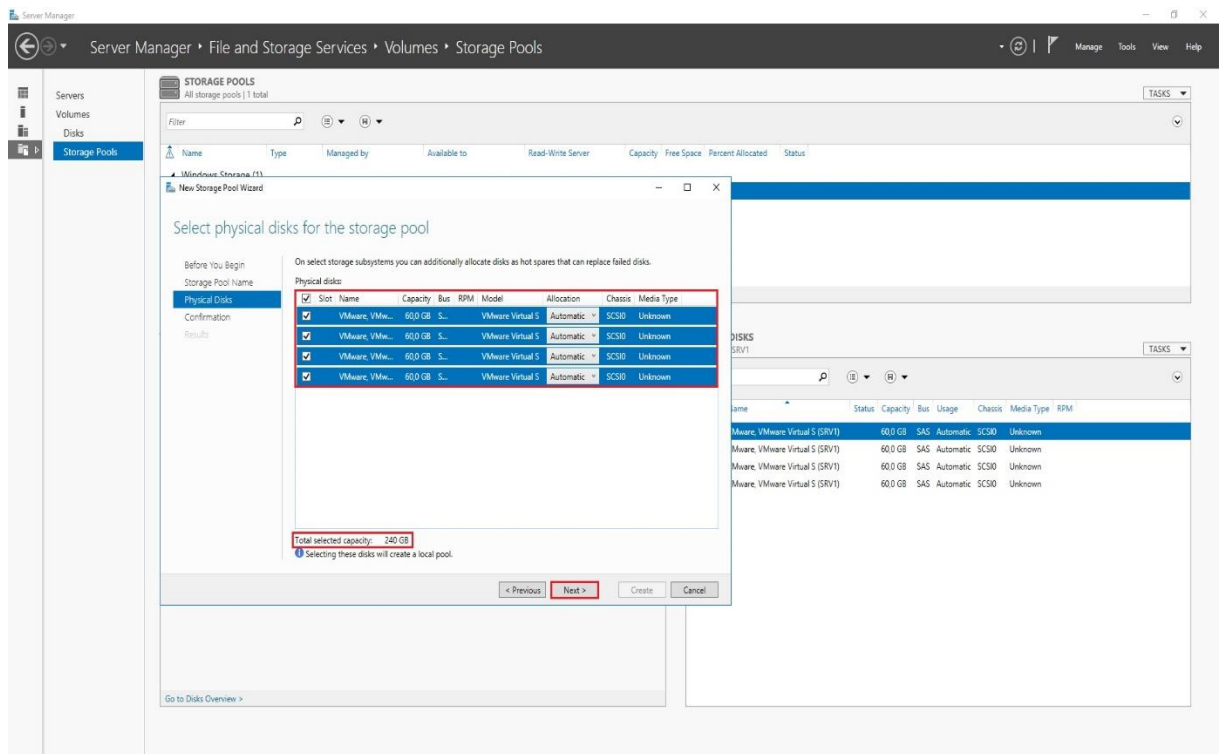 Server Manager
Server Manager • File and Storage Services • Volumes • Storage Pools
Manage Tools View Help
Servers
Volumes
Disks
Storage Pools
STORAGE POOLS
All storage pools | 1 total
TASKS
Filter
Name Type Managed by Available to Read-Write Server Capacity Free Space Percent Allocated Status
Windows Storage (1)
New Storage Pool Wizard
Select physical disks for the storage pool
Before You Begin
Storage Pool Name
Physical Disks
Confirmation
Results
On select storage subsystems you can additionally allocate disks as hot spares that can replace failed disks.
Physical disks:
Slot Name Capacity Bus RPM Model Allocation Chassis Media Type
VMware, VMw... 60,0 GB S... VMware Virtual S Automatic SCSI0 Unknown
VMware, VMw... 60,0 GB S... VMware Virtual S Automatic SCSI0 Unknown
VMware, VMw... 60,0 GB S... VMware Virtual S Automatic SCSI0 Unknown
VMware, VMw... 60,0 GB S... VMware Virtual S Automatic SCSI0 Unknown
Total selected capacity: 240 GB
Selecting these disks will create a local pool.
< Previous Next > Create Cancel
DISKS
SRV1
TASKS
ame Status Capacity Bus Usage Chassis Media Type RPM
Mware, VMware Virtual S (SRV1) 60,0 GB SAS Automatic SCSI0 Unknown
Mware, VMware Virtual S (SRV1) 60,0 GB SAS Automatic SCSI0 Unknown
Mware, VMware Virtual S (SRV1) 60,0 GB SAS Automatic SCSI0 Unknown
Mware, VMware Virtual S (SRV1) 60,0 GB SAS Automatic SCSI0 Unknown
Go to Disks Overview >